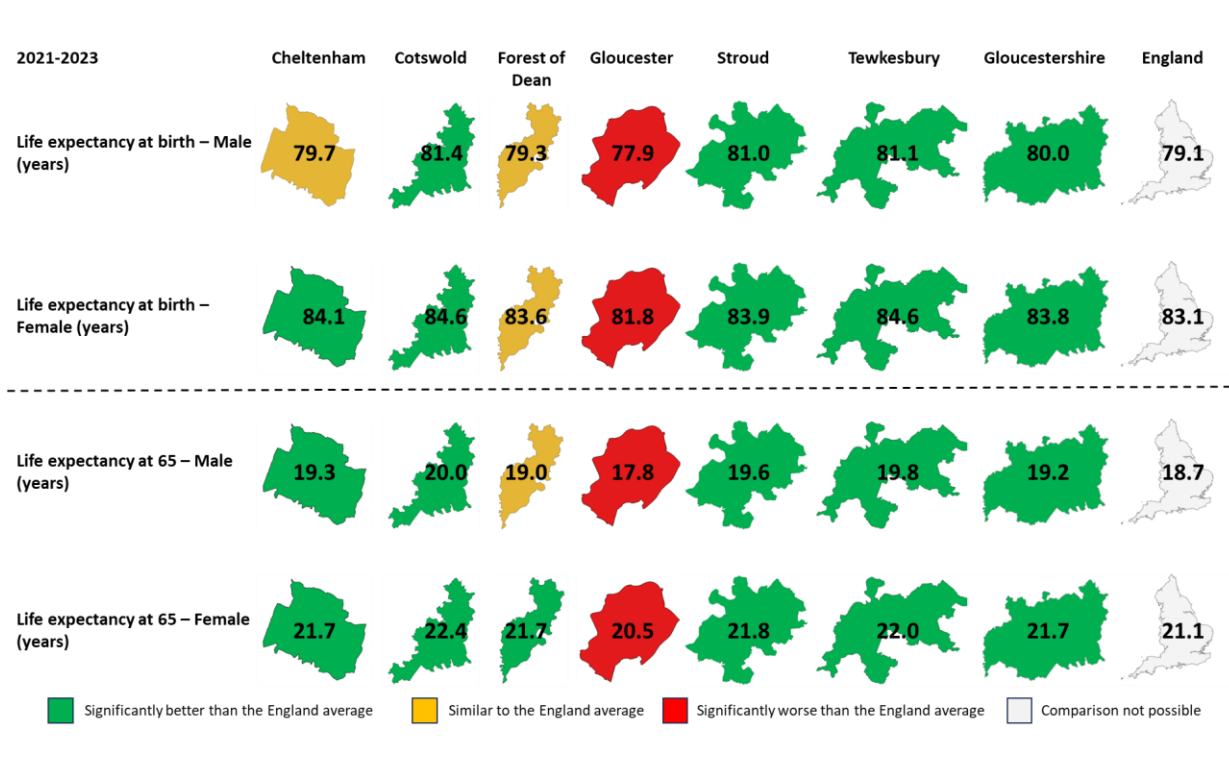 2021-2023 Cheltenham Cotswold Forest of Dean Gloucester Stroud Tewkesbury Gloucestershire England
Life expectancy at birth – Male (years) 79.7 81.4 79.3 77.9 81.0 81.1 80.0 79.1
Life expectancy at birth – Female (years) 84.1 84.6 83.6 81.8 83.9 84.6 83.8 83.1
Life expectancy at 65 – Male (years) 19.3 20.0 19.0 17.8 19.6 19.8 19.2 18.7
Life expectancy at 65 – Female (years) 21.7 22.4 21.7 20.5 21.8 22.0 21.7 21.1
Significantly better than the England average Similar to the England average Significantly worse than the England average Comparison not possible